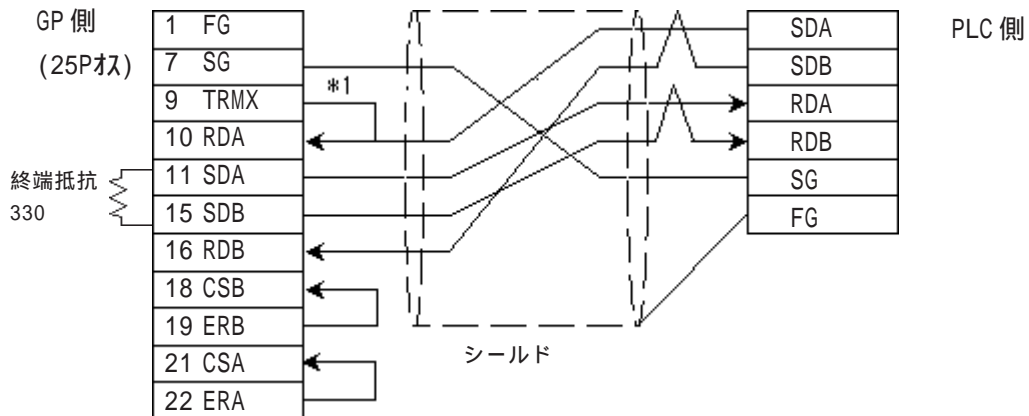 GP 側
(25Pオス)
1 FG
7 SG
9 TRMX
10 RDA
11 SDA
15 SDB
16 RDB
18 CSB
19 ERB
21 CSA
22 ERA
*1
終端抵抗
330
シールド
SDA
SDB
RDA
RDB
SG
FG
PLC 側